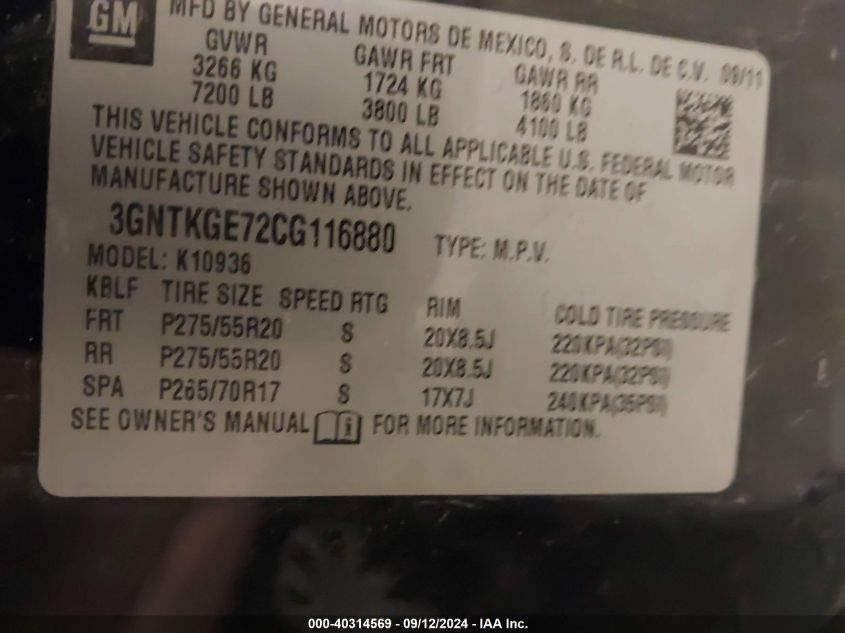 GM
MFD BY GENERAL MOTORS DE MEXICO, S. DE R.L. DE C.V. 09/11
GVWR GAWR FRT GAWR RR
3266 KG 1724 KG 1860 KG
7200 LB 3800 LB 4100 LB
THIS VEHICLE CONFORMS TO ALL APPLICABLE U.S. FEDERAL MOTOR
VEHICLE SAFETY STANDARDS IN EFFECT ON THE DATE OF
MANUFACTURE SHOWN ABOVE.
3GNTKGE72CG116880 TYPE: M.P.V.
MODEL: K10936
KBLF TIRE SIZE SPEED RTG RIM COLD TIRE PRESSURE
FRT P275/55R20 S 20X8.5J 220KPA(32PSI)
RR P275/55R20 S 20X8.5J 220KPA(32PSI)
SPA P265/70R17 S 17X7J 240KPA(35PSI)
SEE OWNER'S MANUAL FOR MORE INFORMATION.
000-40314569 - 09/12/2024 - IAA Inc.